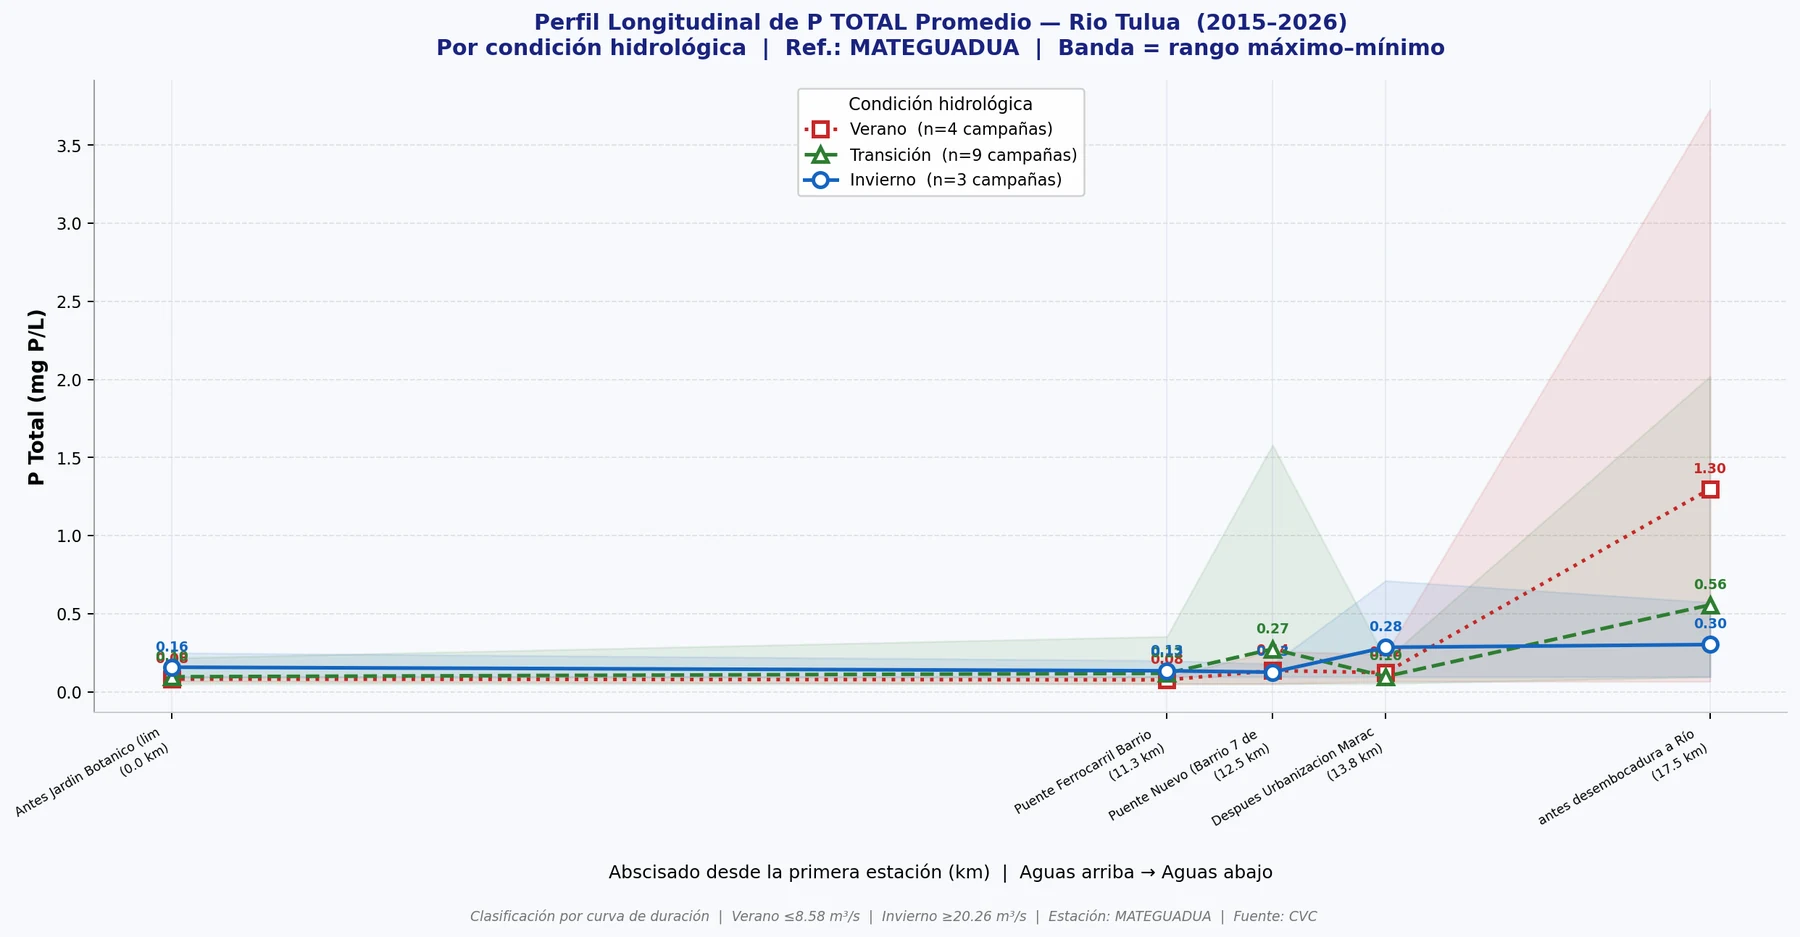 Perfil Longitudinal de P TOTAL Promedio — Rio Tulua  (2015–2026)
Por condición hidrológica  |  Ref.: MATEGUADUA  |  Banda = rango máximo–mínimo
Condición hidrológica
Verano  (n=4 campañas)
Transición  (n=9 campañas)
Invierno  (n=3 campañas)
P Total (mg P/L)
3.5
3.0
2.5
2.0
1.5
1.0
0.5
0.0
0.16
0.13
0.08
0.27
0.28
1.30
0.56
0.30
Antes Jardin Botanico (lim
(0.0 km)
Puente Ferrocarril Barrio
(11.3 km)
Puente Nuevo (Barrio 7 de
(12.5 km)
Despues Urbanizacion Marac
(13.8 km)
antes desembocadura a Río
(17.5 km)
Abscisado desde la primera estación (km)  |  Aguas arriba → Aguas abajo
Clasificación por curva de duración  |  Verano ≤8.58 m³/s  |  Invierno ≥20.26 m³/s  |  Estación: MATEGUADUA  |  Fuente: CVC